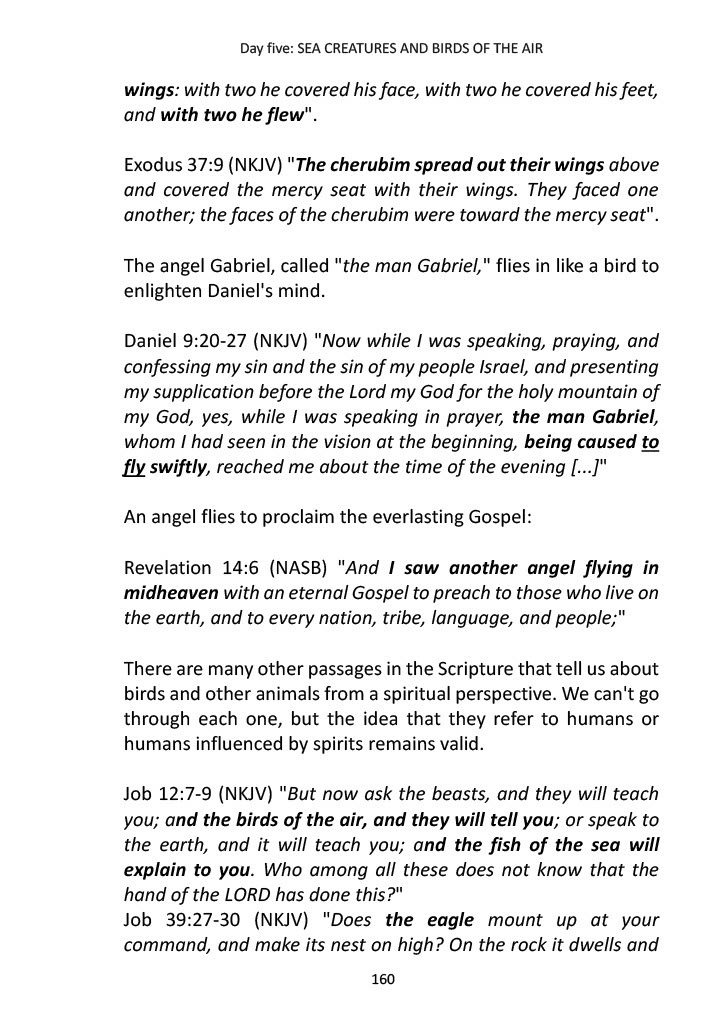 Day five: SEA CREATURES AND BIRDS OF THE AIR
wings: with two he covered his face, with two he covered his feet,
and with two he flew".
Exodus 37:9 (NKJV) "The cherubim spread out their wings above
and covered the mercy seat with their wings. They faced one
another; the faces of the cherubim were toward the mercy seat".
The angel Gabriel, called "the man Gabriel," flies in like a bird to
enlighten Daniel's mind.
Daniel 9:20-27 (NKJV) "Now while I was speaking, praying, and
confessing my sin and the sin of my people Israel, and presenting
my supplication before the Lord my God for the holy mountain of
my God, yes, while I was speaking in prayer, the man Gabriel,
whom I had seen in the vision at the beginning, being caused to
fly swiftly, reached me about the time of the evening [...]"
An angel flies to proclaim the everlasting Gospel:
Revelation 14:6 (NASB) "And I saw another angel flying in
midheaven with an eternal Gospel to preach to those who live on
the earth, and to every nation, tribe, language, and people;"
There are many other passages in the Scripture that tell us about
birds and other animals from a spiritual perspective. We can't go
through each one, but the idea that they refer to humans or
humans influenced by spirits remains valid.
Job 12:7-9 (NKJV) "But now ask the beasts, and they will teach
you; and the birds of the air, and they will tell you; or speak to
the earth, and it will teach you; and the fish of the sea will
explain to you. Who among all these does not know that the
hand of the LORD has done this?"
Job 39:27-30 (NKJV) "Does the eagle mount up at your
command, and make its nest on high? On the rock it dwells and
160